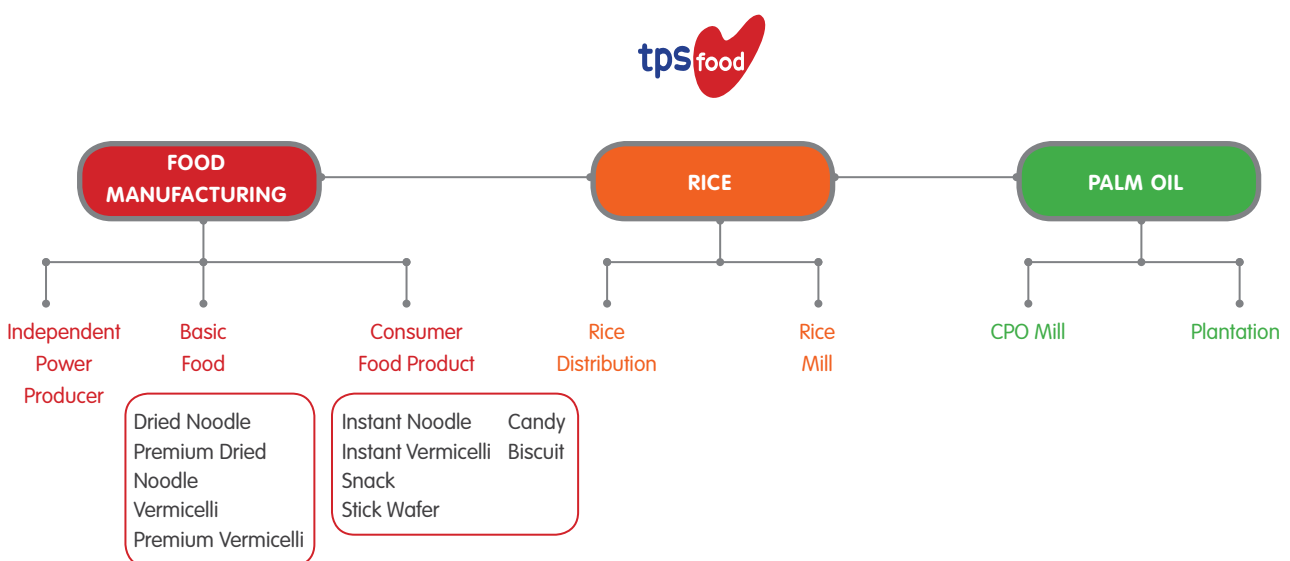 tps food
FOOD
MANUFACTURING
RICE
PALM OIL
Independent
Power
Producer
Basic
Food
Consumer
Food Product
Rice
Distribution
Rice
Mill
CPO Mill
Plantation
Dried Noodle
Premium Dried
Noodle
Vermicelli
Premium Vermicelli
Instant Noodle
Instant Vermicelli
Snack
Stick Wafer
Candy
Biscuit